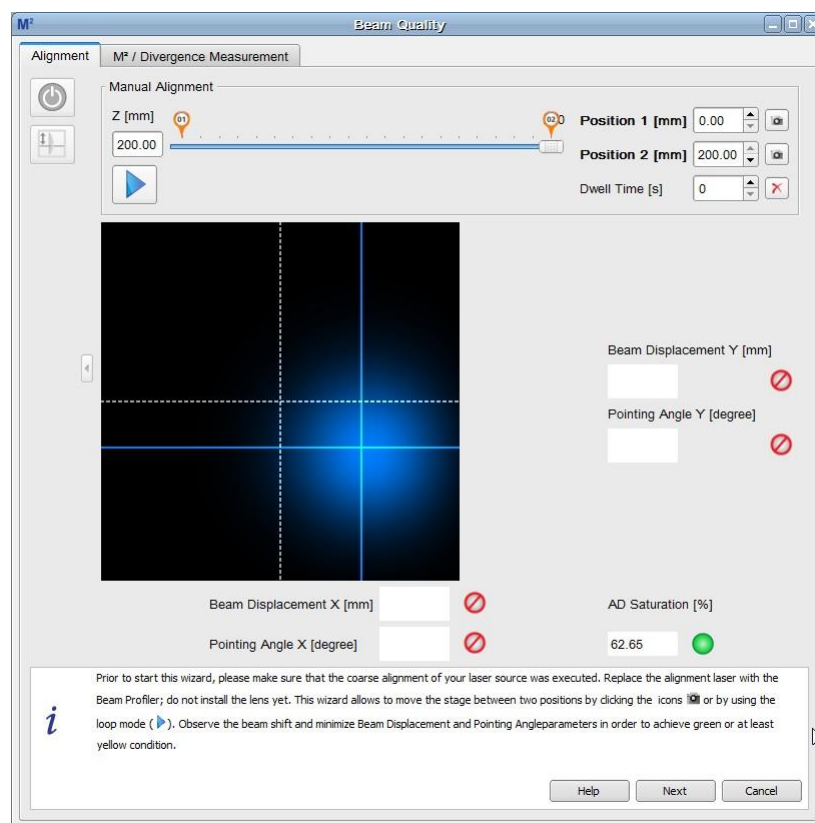 M²
Beam Quality
Alignment
M² / Divergence Measurement
Manual Alignment
Z [mm]
200.00
01
02
0
Position 1 [mm] 0.00
Position 2 [mm] 200.00
Dwell Time [s] 0
Beam Displacement Y [mm]
Pointing Angle Y [degree]
Beam Displacement X [mm]
AD Saturation [%]
Pointing Angle X [degree]
62.65
Prior to start this wizard, please make sure that the coarse alignment of your laser source was executed. Replace the alignment laser with the
Beam Profiler; do not install the lens yet. This wizard allows to move the stage between two positions by clicking the icons or by using the
loop mode ( ). Observe the beam shift and minimize Beam Displacement and Pointing Angleparameters in order to achieve green or at least
yellow condition.
i
Help Next Cancel